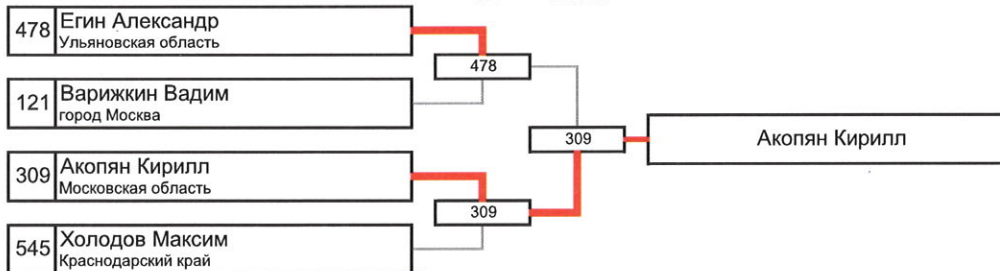 478 Егин Александр
Ульяновская область
478
121 Варижкин Вадим
город Москва
309
Акопян Кирилл
309 Акопян Кирилл
Московская область
309
545 Холодов Максим
Краснодарский край